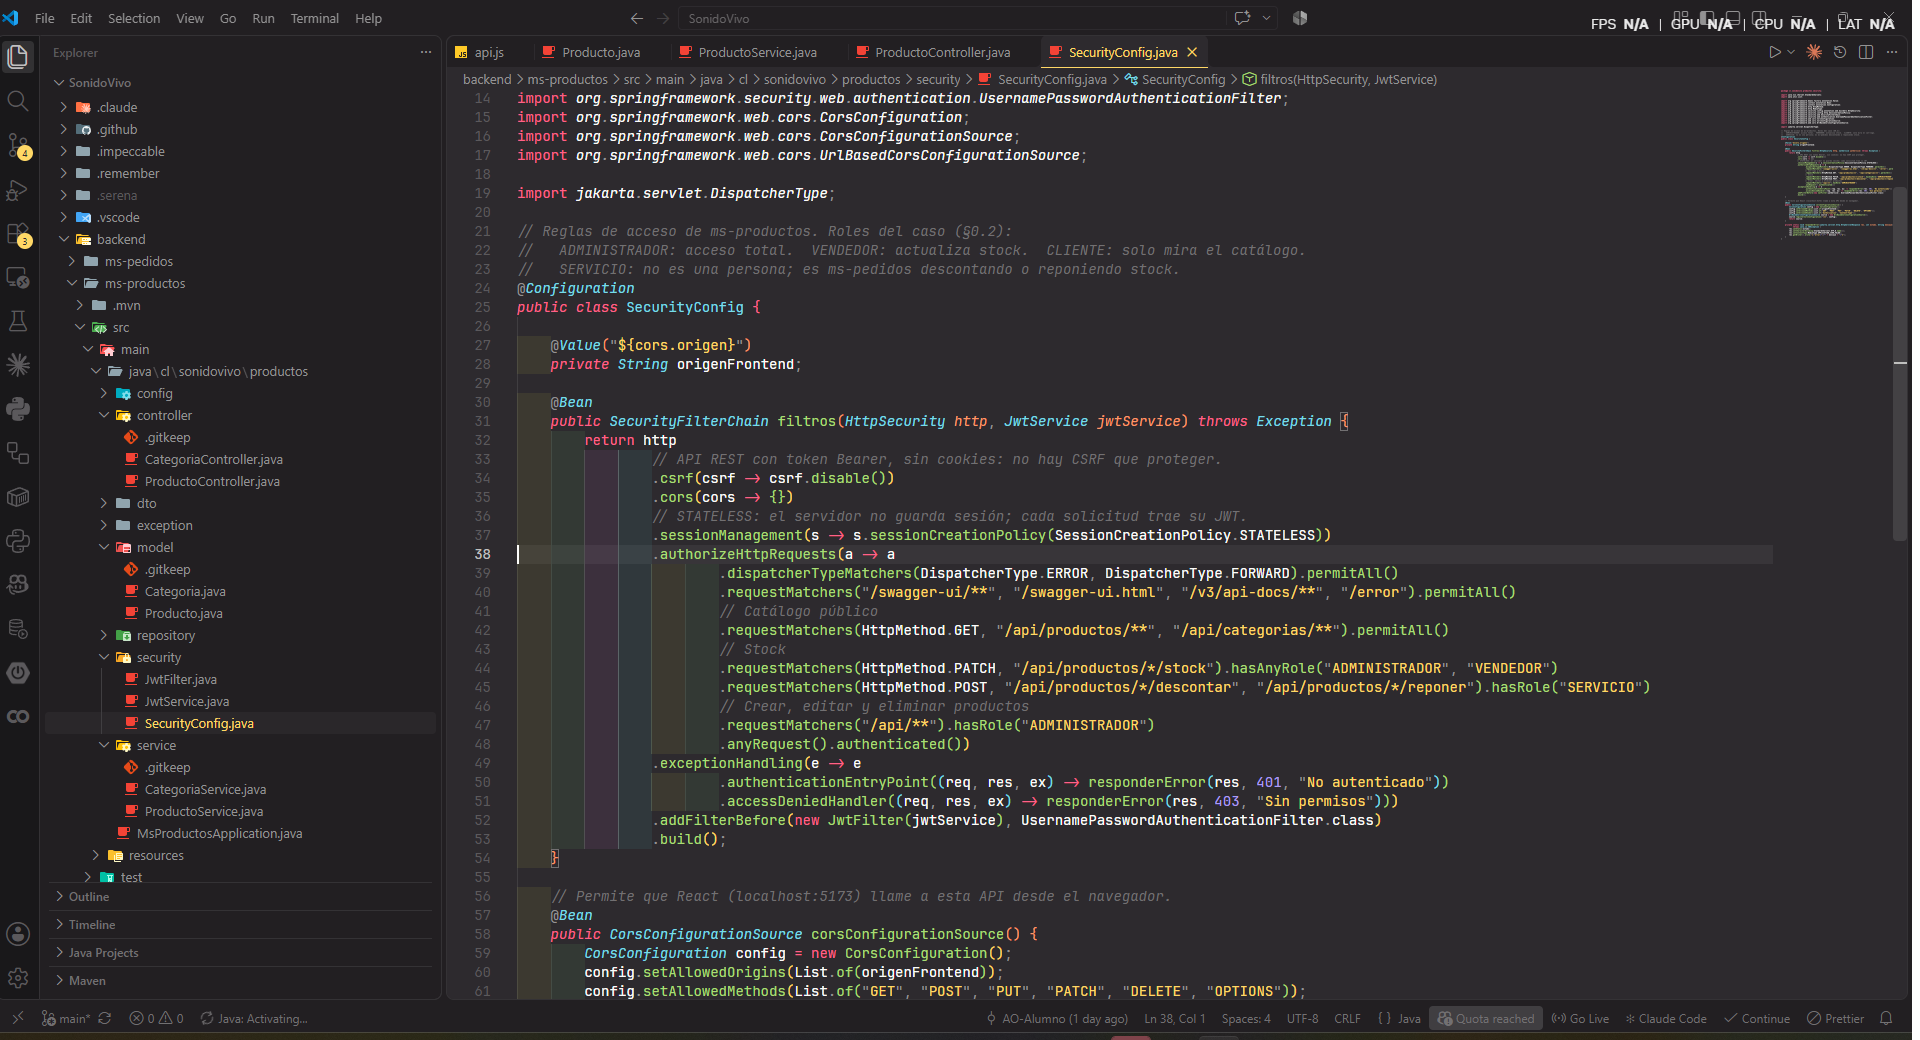 File Edit Selection View Go Run Terminal Help
SonidoVivo
FPS N/A | GPU N/A | CPU N/A | LAT N/A
Explorer
SonidoVivo
.claude
.github
.impeccable
.remember
.serena
.vscode
backend
ms-pedidos
ms-productos
.mvn
src
main
java\cl\sonidovivo\productos
config
controller
.gitkeep
CategoriaController.java
ProductoController.java
dto
exception
model
.gitkeep
Categoria.java
Producto.java
repository
security
JwtFilter.java
JwtService.java
SecurityConfig.java
service
.gitkeep
CategoriaService.java
ProductoService.java
MsProductosApplication.java
resources
test
Outline
Timeline
Java Projects
Maven
4
3
JS api.js Producto.java ProductoService.java ProductoController.java SecurityConfig.java
backend > ms-productos > src > main > java > cl > sonidovivo > productos > security > SecurityConfig.java > SecurityConfig > filtros(HttpSecurity, JwtService)
14 import org.springframework.security.web.authentication.UsernamePasswordAuthenticationFilter;
15 import org.springframework.web.cors.CorsConfiguration;
16 import org.springframework.web.cors.CorsConfigurationSource;
17 import org.springframework.web.cors.UrlBasedCorsConfigurationSource;
18
19 import jakarta.servlet.DispatcherType;
20
21 // Reglas de acceso de ms-productos. Roles del caso (§0.2):
22 //   ADMINISTRADOR: acceso total.  VENDEDOR: actualiza stock.  CLIENTE: solo mira el catálogo.
23 //   SERVICIO: no es una persona; es ms-pedidos descontando o reponiendo stock.
24 @Configuration
25 public class SecurityConfig {
26
27     @Value("${cors.origen}")
28     private String origenFrontend;
29
30     @Bean
31     public SecurityFilterChain filtros(HttpSecurity http, JwtService jwtService) throws Exception {
32         return http
33                 // API REST con token Bearer, sin cookies: no hay CSRF que proteger.
34                 .csrf(csrf -> csrf.disable())
35                 .cors(cors -> {})
36                 // STATELESS: el servidor no guarda sesión; cada solicitud trae su JWT.
37                 .sessionManagement(s -> s.sessionCreationPolicy(SessionCreationPolicy.STATELESS))
38                 .authorizeHttpRequests(a -> a
39                         .dispatcherTypeMatchers(DispatcherType.ERROR, DispatcherType.FORWARD).permitAll()
40                         .requestMatchers("/swagger-ui/**", "/swagger-ui.html", "/v3/api-docs/**", "/error").permitAll()
41                         // Catálogo público
42                         .requestMatchers(HttpMethod.GET, "/api/productos/**", "/api/categorias/**").permitAll()
43                         // Stock
44                         .requestMatchers(HttpMethod.PATCH, "/api/productos/*/stock").hasAnyRole("ADMINISTRADOR", "VENDEDOR")
45                         .requestMatchers(HttpMethod.POST, "/api/productos/*/descontar", "/api/productos/*/reponer").hasRole("SERVICIO")
46                         // Crear, editar y eliminar productos
47                         .requestMatchers("/api/**").hasRole("ADMINISTRADOR")
48                         .anyRequest().authenticated())
49                 .exceptionHandling(e -> e
50                         .authenticationEntryPoint((req, res, ex) -> responderError(res, 401, "No autenticado"))
51                         .accessDeniedHandler((req, res, ex) -> responderError(res, 403, "Sin permisos")))
52                 .addFilterBefore(new JwtFilter(jwtService), UsernamePasswordAuthenticationFilter.class)
53                 .build();
54     }
55
56     // Permite que React (localhost:5173) llame a esta API desde el navegador.
57     @Bean
58     public CorsConfigurationSource corsConfigurationSource() {
59         CorsConfiguration config = new CorsConfiguration();
60         config.setAllowedOrigins(List.of(origenFrontend));
61         config.setAllowedMethods(List.of("GET", "POST", "PUT", "PATCH", "DELETE", "OPTIONS"));
main* 0 0 Java: Activating... AO-Alumno (1 day ago) Ln 38, Col 1 Spaces: 4 UTF-8 CRLF {} Java Quota reached Go Live Claude Code Continue Prettier